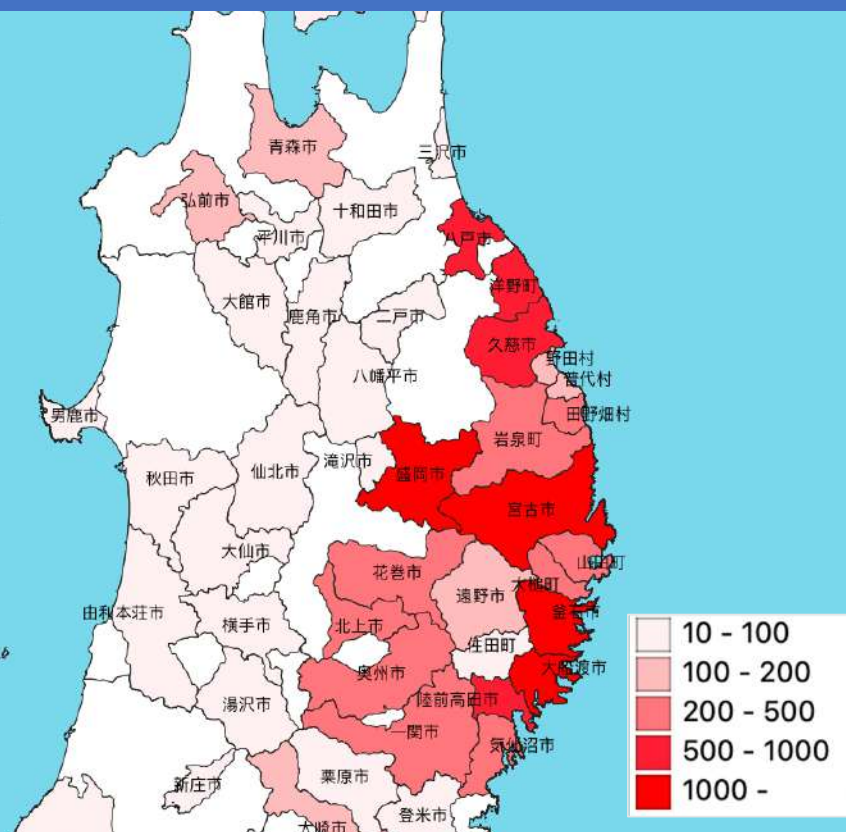 青森市
三沢市
弘前市
十和田市
平川市
八戸市
大館市
洋野町
鹿角市
二戸市
久慈市
野田村
八幡平市
普代村
男鹿市
田野畑村
岩泉町
滝沢市
仙北市
盛岡市
秋田市
宮古市
大仙市
山田町
花巻市
大槌町
遠野市
由利本荘市
釜石市
横手市
北上市
住田町
大船渡市
奥州市
陸前高田市
湯沢市
一関市
気仙沼市
栗原市
新庄市
登米市
大崎市
10 - 100
100 - 200
200 - 500
500 - 1000
1000 -